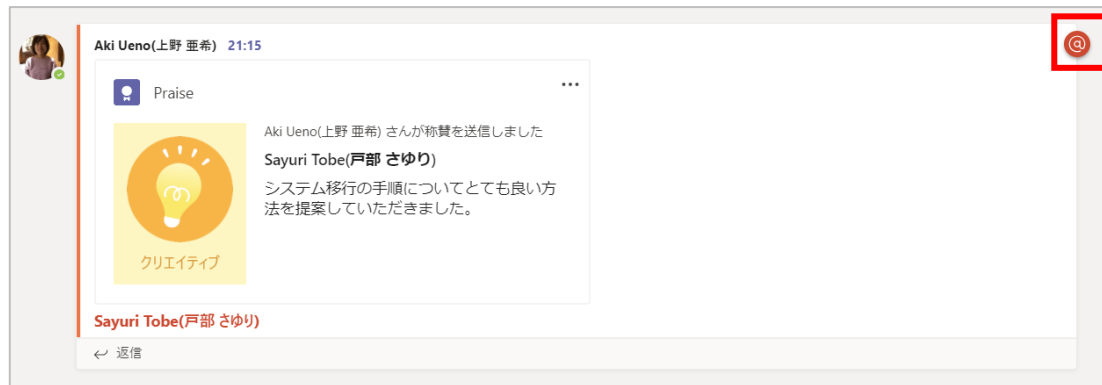 Aki Ueno(上野 亜希) 21:15
@
Praise
Aki Ueno(上野 亜希) さんが称賛を送信しました
Sayuri Tobe(戸部 さゆり)
システム移行の手順についてとても良い方
法を提案していただきました。
クリエイティブ
Sayuri Tobe(戸部 さゆり)
返信